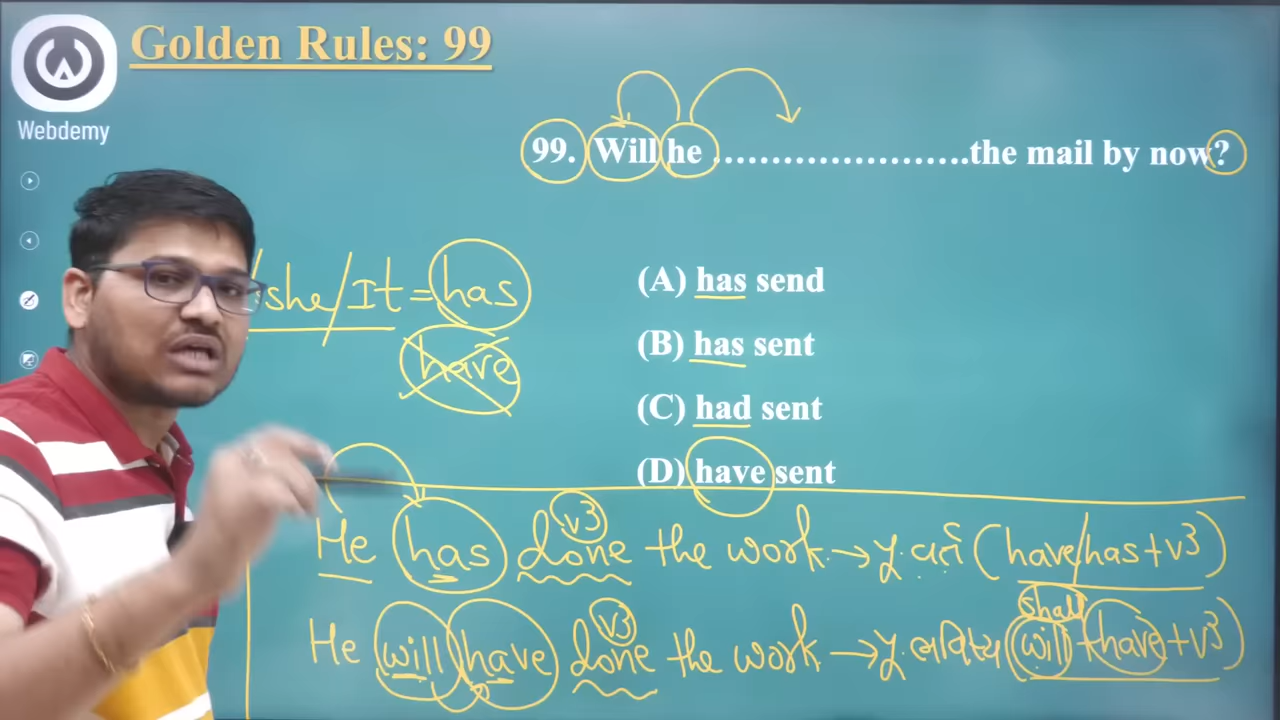 Golden Rules: 99
Webdemy
99. Will he ......................the mail by now?
/she/It = has
have
(A) has send
(B) has sent
(C) had sent
(D) have sent
v3
He has done the work → પૂ. વર્ત (have/has+v3)
shall
v3
He will have done the work → પૂ. ભવિષ્ય (will +have+v3)